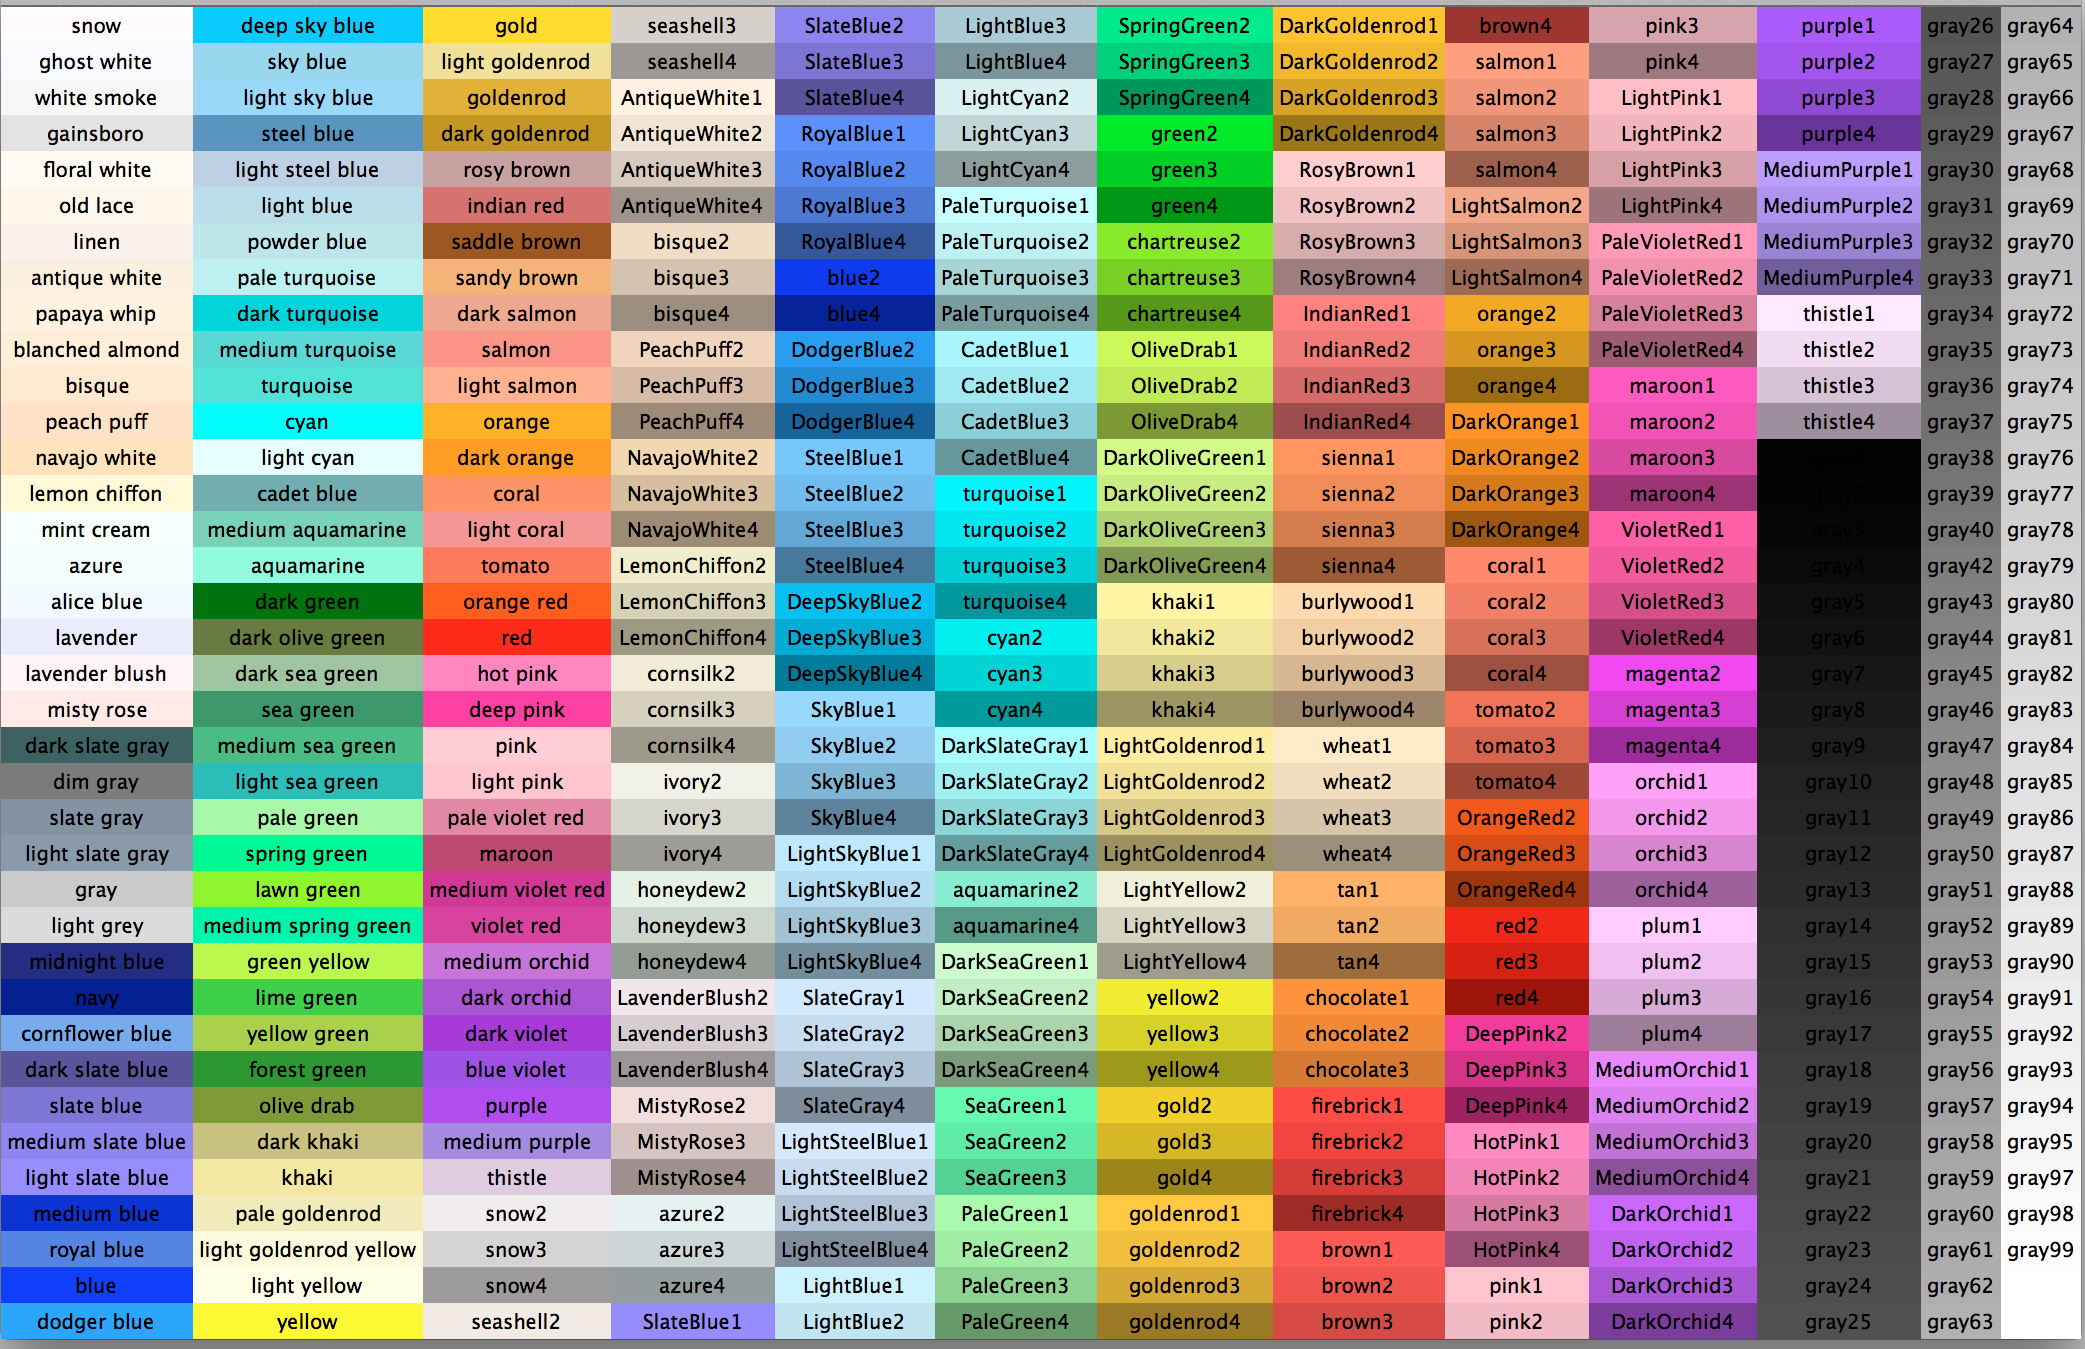 snow
ghost white
white smoke
gainsboro
floral white
old lace
linen
antique white
papaya whip
blanched almond
bisque
peach puff
navajo white
lemon chiffon
mint cream
azure
alice blue
lavender
lavender blush
misty rose
dark slate gray
dim gray
slate gray
light slate gray
gray
light grey
midnight blue
navy
cornflower blue
dark slate blue
slate blue
medium slate blue
light slate blue
medium blue
royal blue
blue
dodger blue
deep sky blue
sky blue
light sky blue
steel blue
light steel blue
light blue
powder blue
pale turquoise
dark turquoise
medium turquoise
turquoise
cyan
light cyan
cadet blue
medium aquamarine
aquamarine
dark green
dark olive green
dark sea green
sea green
medium sea green
light sea green
pale green
spring green
lawn green
medium spring green
green yellow
lime green
yellow green
forest green
olive drab
dark khaki
khaki
pale goldenrod
light goldenrod yellow
light yellow
yellow
gold
light goldenrod
goldenrod
dark goldenrod
rosy brown
indian red
saddle brown
sandy brown
dark salmon
salmon
light salmon
orange
dark orange
coral
light coral
tomato
orange red
red
hot pink
deep pink
pink
light pink
pale violet red
maroon
medium violet red
violet red
medium orchid
dark orchid
dark violet
blue violet
purple
medium purple
thistle
snow2
snow3
snow4
seashell2
seashell3
seashell4
AntiqueWhite1
AntiqueWhite2
AntiqueWhite3
AntiqueWhite4
bisque2
bisque3
bisque4
PeachPuff2
PeachPuff3
PeachPuff4
NavajoWhite2
NavajoWhite3
NavajoWhite4
LemonChiffon2
LemonChiffon3
LemonChiffon4
cornsilk2
cornsilk3
cornsilk4
ivory2
ivory3
ivory4
honeydew2
honeydew3
honeydew4
LavenderBlush2
LavenderBlush3
LavenderBlush4
MistyRose2
MistyRose3
MistyRose4
azure2
azure3
azure4
SlateBlue1
SlateBlue2
SlateBlue3
SlateBlue4
RoyalBlue1
RoyalBlue2
RoyalBlue3
RoyalBlue4
blue2
blue4
DodgerBlue2
DodgerBlue3
DodgerBlue4
SteelBlue1
SteelBlue2
SteelBlue3
SteelBlue4
DeepSkyBlue2
DeepSkyBlue3
DeepSkyBlue4
SkyBlue1
SkyBlue2
SkyBlue3
SkyBlue4
LightSkyBlue1
LightSkyBlue2
LightSkyBlue3
LightSkyBlue4
SlateGray1
SlateGray2
SlateGray3
SlateGray4
LightSteelBlue1
LightSteelBlue2
LightSteelBlue3
LightSteelBlue4
LightBlue1
LightBlue2
LightBlue3
LightBlue4
LightCyan2
LightCyan3
LightCyan4
PaleTurquoise1
PaleTurquoise2
PaleTurquoise3
PaleTurquoise4
CadetBlue1
CadetBlue2
CadetBlue3
CadetBlue4
turquoise1
turquoise2
turquoise3
turquoise4
cyan2
cyan3
cyan4
DarkSlateGray1
DarkSlateGray2
DarkSlateGray3
DarkSlateGray4
aquamarine2
aquamarine4
DarkSeaGreen1
DarkSeaGreen2
DarkSeaGreen3
DarkSeaGreen4
SeaGreen1
SeaGreen2
SeaGreen3
PaleGreen1
PaleGreen2
PaleGreen3
PaleGreen4
SpringGreen2
SpringGreen3
SpringGreen4
green2
green3
green4
chartreuse2
chartreuse3
chartreuse4
OliveDrab1
OliveDrab2
OliveDrab4
DarkOliveGreen1
DarkOliveGreen2
DarkOliveGreen3
DarkOliveGreen4
khaki1
khaki2
khaki3
khaki4
LightGoldenrod1
LightGoldenrod2
LightGoldenrod3
LightGoldenrod4
LightYellow2
LightYellow3
LightYellow4
yellow2
yellow3
yellow4
gold2
gold3
gold4
goldenrod1
goldenrod2
goldenrod3
goldenrod4
DarkGoldenrod1
DarkGoldenrod2
DarkGoldenrod3
DarkGoldenrod4
RosyBrown1
RosyBrown2
RosyBrown3
RosyBrown4
IndianRed1
IndianRed2
IndianRed3
IndianRed4
sienna1
sienna2
sienna3
sienna4
burlywood1
burlywood2
burlywood3
burlywood4
wheat1
wheat2
wheat3
wheat4
tan1
tan2
tan4
chocolate1
chocolate2
chocolate3
firebrick1
firebrick2
firebrick3
firebrick4
brown1
brown2
brown3
brown4
salmon1
salmon2
salmon3
salmon4
LightSalmon2
LightSalmon3
LightSalmon4
orange2
orange3
orange4
DarkOrange1
DarkOrange2
DarkOrange3
DarkOrange4
coral1
coral2
coral3
coral4
tomato2
tomato3
tomato4
OrangeRed2
OrangeRed3
OrangeRed4
red2
red3
red4
DeepPink2
DeepPink3
DeepPink4
HotPink1
HotPink2
HotPink3
HotPink4
pink1
pink2
pink3
pink4
LightPink1
LightPink2
LightPink3
LightPink4
PaleVioletRed1
PaleVioletRed2
PaleVioletRed3
PaleVioletRed4
maroon1
maroon2
maroon3
maroon4
VioletRed1
VioletRed2
VioletRed3
VioletRed4
magenta2
magenta3
magenta4
orchid1
orchid2
orchid3
orchid4
plum1
plum2
plum3
plum4
MediumOrchid1
MediumOrchid2
MediumOrchid3
MediumOrchid4
DarkOrchid1
DarkOrchid2
DarkOrchid3
DarkOrchid4
purple1
purple2
purple3
purple4
MediumPurple1
MediumPurple2
MediumPurple3
MediumPurple4
thistle1
thistle2
thistle3
thistle4
gray2
gray3
gray4
gray5
gray6
gray7
gray8
gray9
gray10
gray11
gray12
gray13
gray14
gray15
gray16
gray17
gray18
gray19
gray20
gray21
gray22
gray23
gray24
gray25
gray26
gray27
gray28
gray29
gray30
gray31
gray32
gray33
gray34
gray35
gray36
gray37
gray38
gray39
gray40
gray42
gray43
gray44
gray45
gray46
gray47
gray48
gray49
gray50
gray51
gray52
gray53
gray54
gray55
gray56
gray57
gray58
gray59
gray60
gray61
gray62
gray63
gray64
gray65
gray66
gray67
gray68
gray69
gray70
gray71
gray72
gray73
gray74
gray75
gray76
gray77
gray78
gray79
gray80
gray81
gray82
gray83
gray84
gray85
gray86
gray87
gray88
gray89
gray90
gray91
gray92
gray93
gray94
gray95
gray97
gray98
gray99